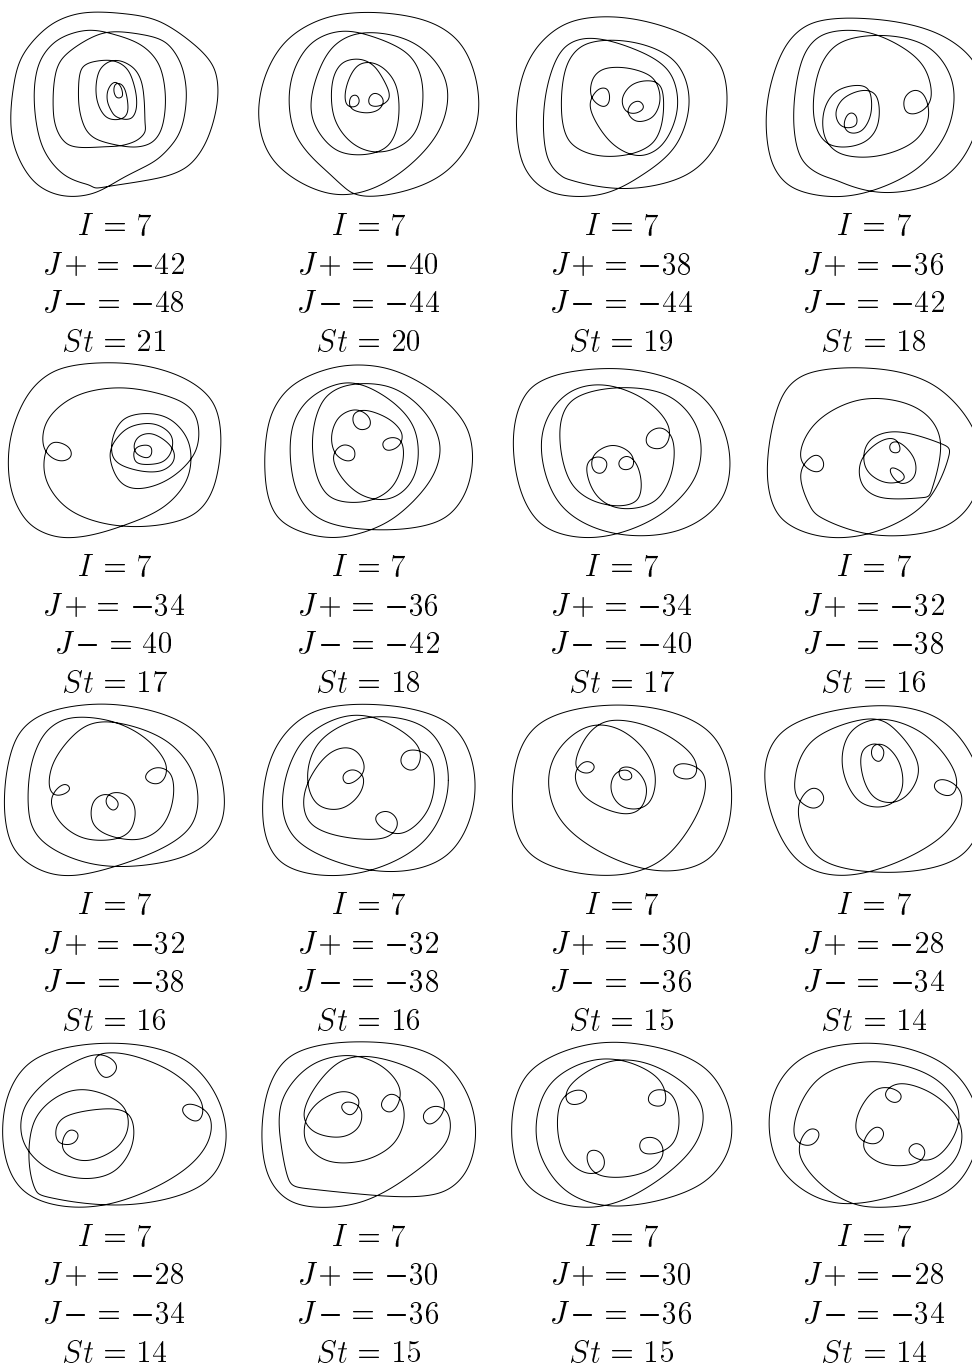 I = 7 I = 7 I = 7 I = 7
J+ = −42 J+ = −40 J+ = −38 J+ = −36
J− = −48 J− = −44 J− = −44 J− = −42
St = 21 St = 20 St = 19 St = 18
I = 7 I = 7 I = 7 I = 7
J+ = −34 J+ = −36 J+ = −34 J+ = −32
J− = 40 J− = −42 J− = −40 J− = −38
St = 17 St = 18 St = 17 St = 16
I = 7 I = 7 I = 7 I = 7
J+ = −32 J+ = −32 J+ = −30 J+ = −28
J− = −38 J− = −38 J− = −36 J− = −34
St = 16 St = 16 St = 15 St = 14
I = 7 I = 7 I = 7 I = 7
J+ = −28 J+ = −30 J+ = −30 J+ = −28
J− = −34 J− = −36 J− = −36 J− = −34
St = 14 St = 15 St = 15 St = 14